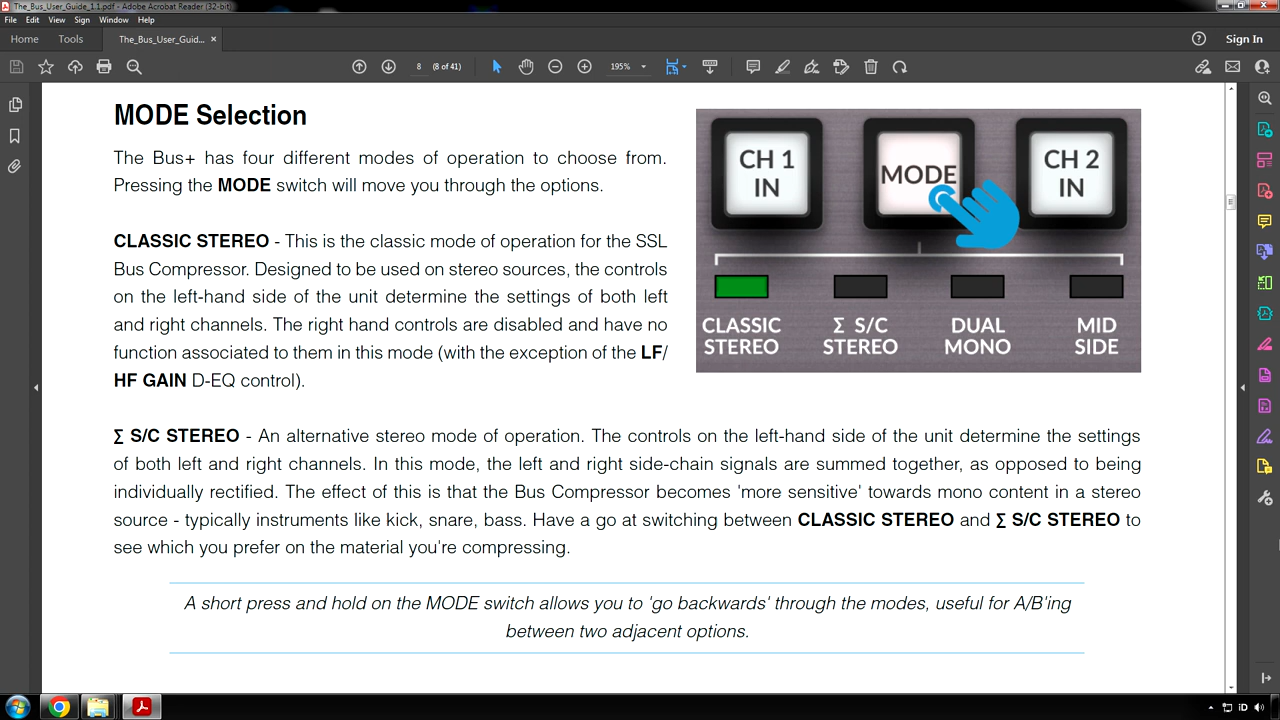 The_Bus_User_Guide_1.1.pdf - Adobe Acrobat Reader (32-bit)
File Edit View Sign Window Help
Home Tools The_Bus_User_Guid... × Sign In
8 (8 of 41) 195%
MODE Selection
The Bus+ has four different modes of operation to choose from.
Pressing the MODE switch will move you through the options.
CLASSIC STEREO - This is the classic mode of operation for the SSL
Bus Compressor. Designed to be used on stereo sources, the controls
on the left-hand side of the unit determine the settings of both left
and right channels. The right hand controls are disabled and have no
function associated to them in this mode (with the exception of the LF/
HF GAIN D-EQ control).
CH 1
IN
MODE
CH 2
IN
CLASSIC
STEREO
Σ S/C
STEREO
DUAL
MONO
MID
SIDE
∑ S/C STEREO - An alternative stereo mode of operation. The controls on the left-hand side of the unit determine the settings
of both left and right channels. In this mode, the left and right side-chain signals are summed together, as opposed to being
individually rectified. The effect of this is that the Bus Compressor becomes 'more sensitive' towards mono content in a stereo
source - typically instruments like kick, snare, bass. Have a go at switching between CLASSIC STEREO and ∑ S/C STEREO to
see which you prefer on the material you're compressing.
A short press and hold on the MODE switch allows you to 'go backwards' through the modes, useful for A/B'ing
between two adjacent options.
iD